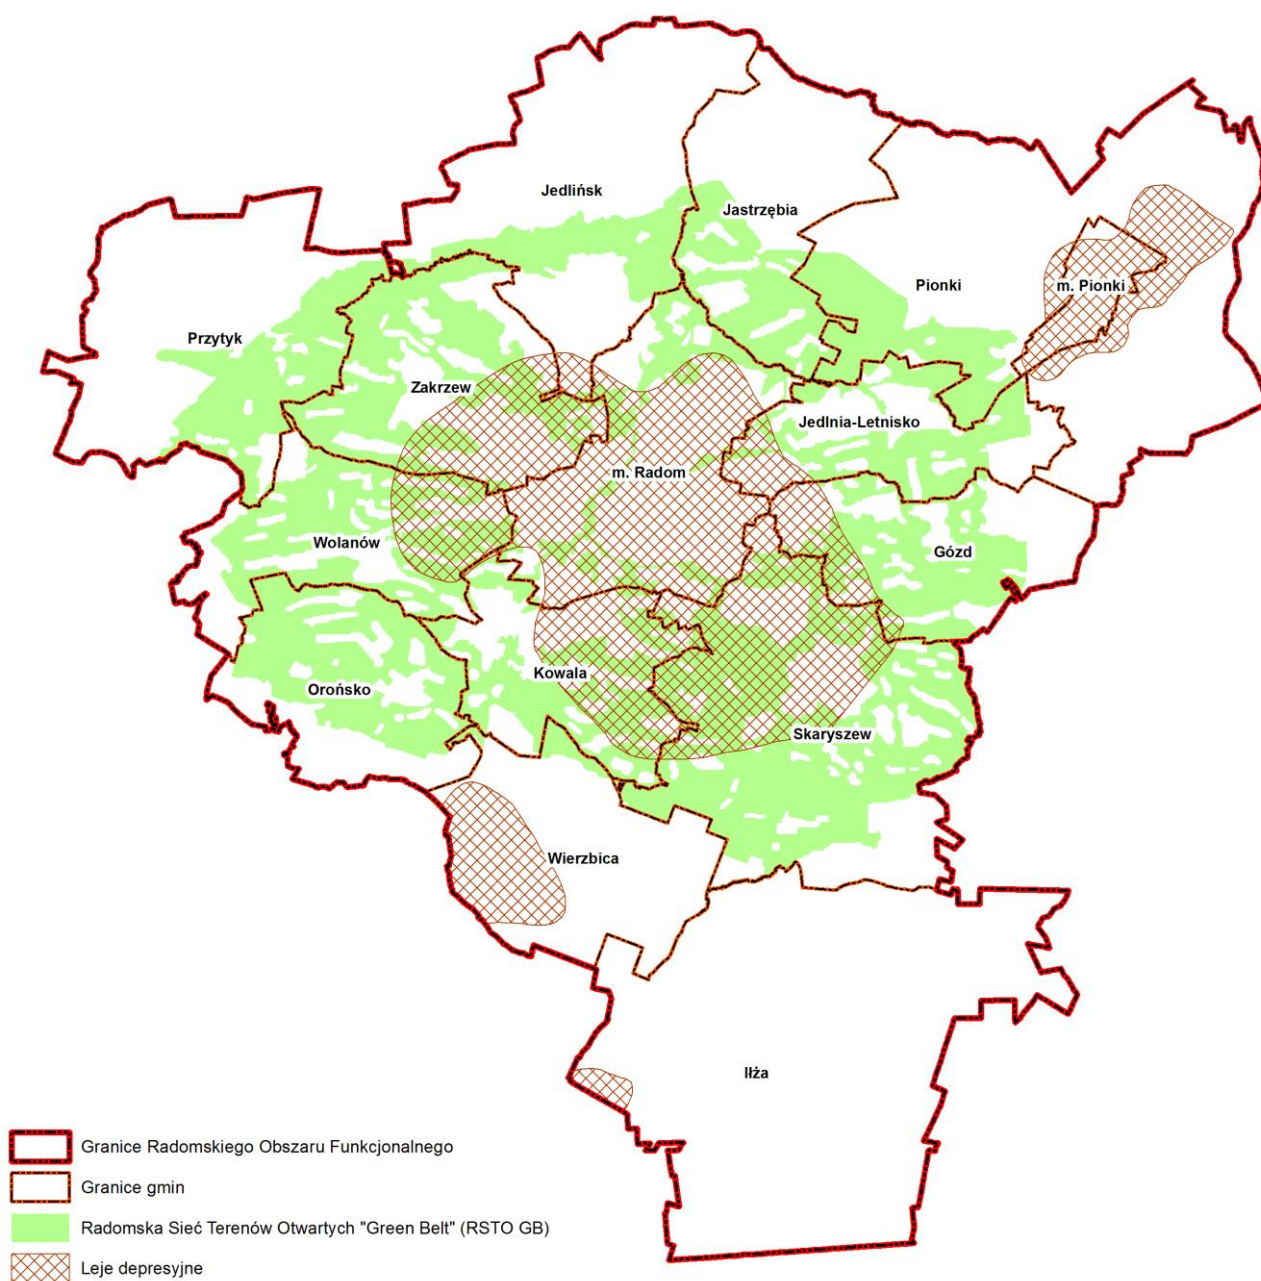 Jedlińsk
Jastrzębia
Pionki
m. Pionki
Przytyk
Zakrzew
Jedlnia-Letnisko
m. Radom
Wolanów
Gózd
Kowala
Orońsko
Skaryszew
Wierzbica
Iłża
Granice Radomskiego Obszaru Funkcjonalnego
Granice gmin
Radomska Sieć Terenów Otwartych "Green Belt" (RSTO GB)
Leje depresyjne